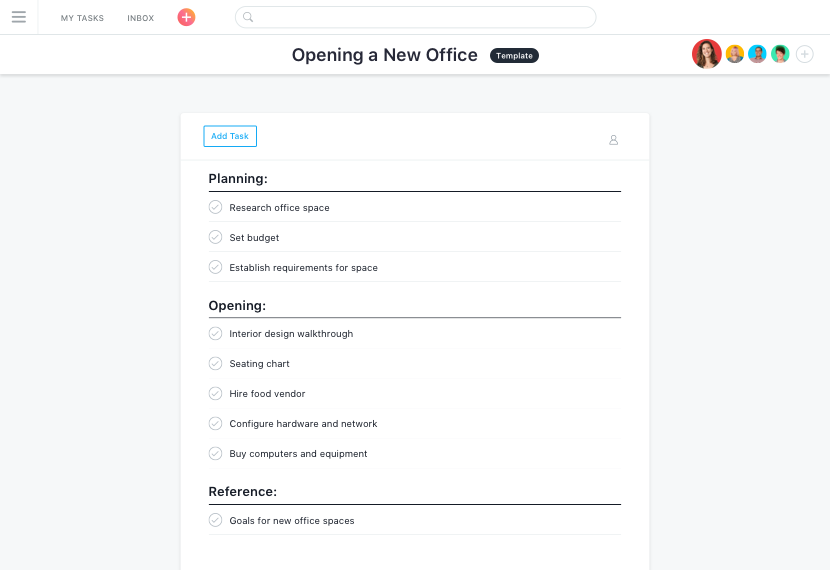 MY TASKS INBOX
Opening a New Office Template
Add Task
Planning:
Research office space
Set budget
Establish requirements for space
Opening:
Interior design walkthrough
Seating chart
Hire food vendor
Configure hardware and network
Buy computers and equipment
Reference:
Goals for new office spaces